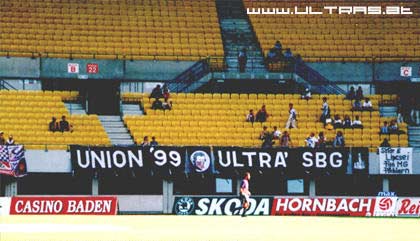 www.ULTRAS.at
B
22
C
UNION '99 ULTRA' SBG
CASINO BADEN
SKODA
HORNBACH